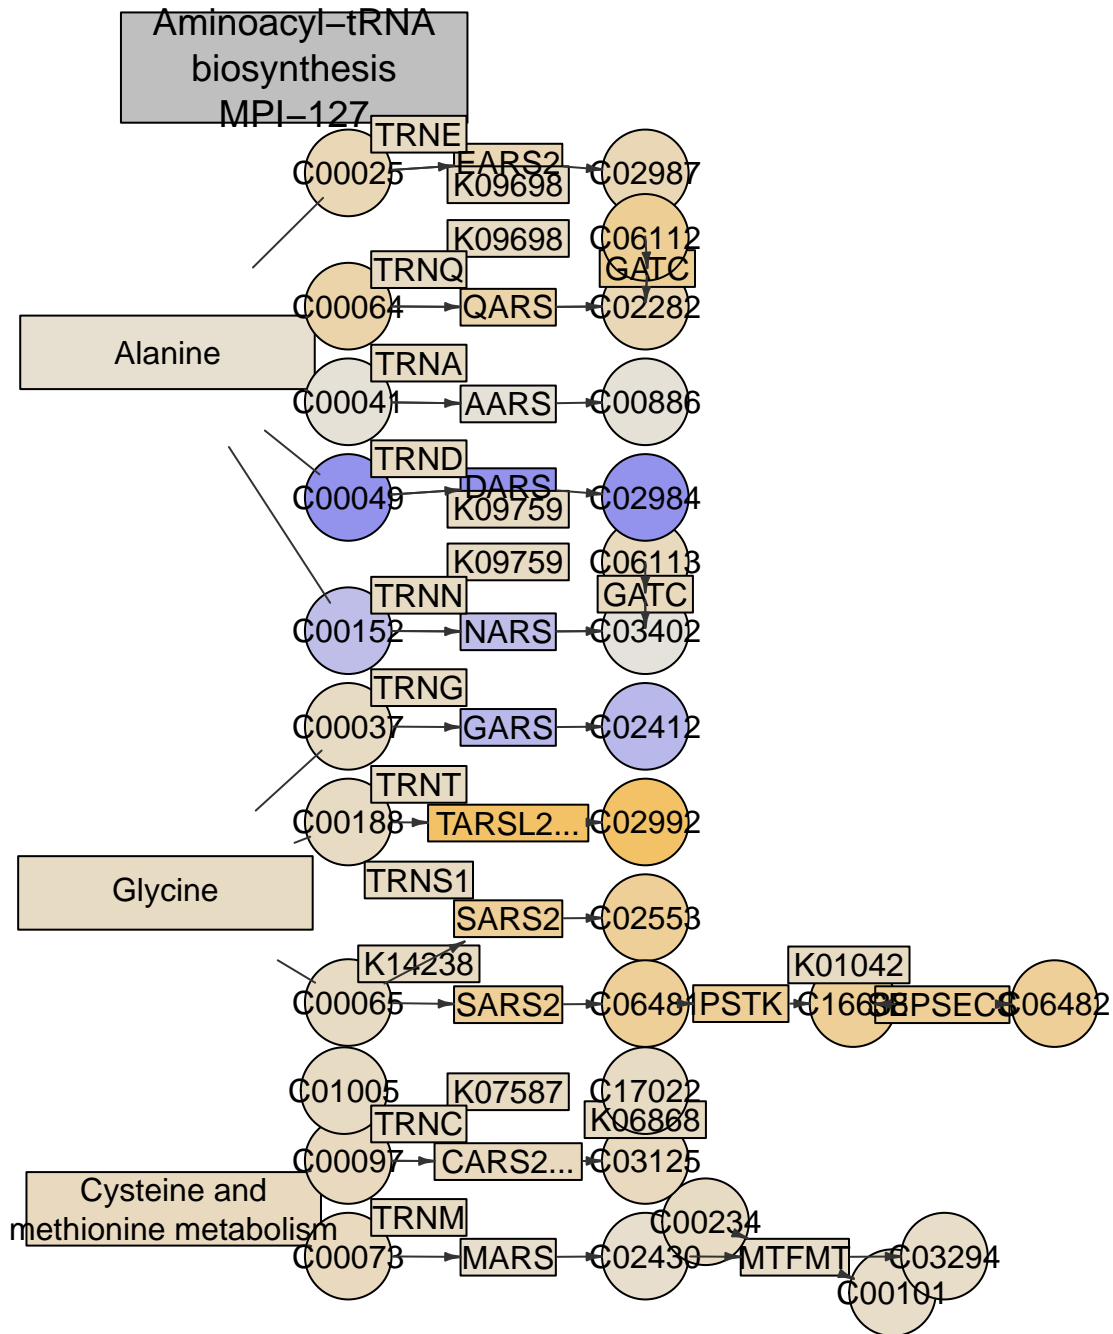 Aminoacyl−tRNA
biosynthesis
MPI−127
TRNE
C00025
EARS2
C02987
K09698
K09698
C06112
TRNQ
GATC
C00064
QARS
C02282
Alanine
TRNA
C00041
AARS
C00886
TRND
C00049
DARS
C02984
K09759
K09759
C06113
TRNN
GATC
C00152
NARS
C03402
TRNG
C00037
GARS
C02412
TRNT
C00188
TARSL2...
C02992
Glycine
TRNS1
SARS2
C02553
K14238
K01042
C00065
SARS2
C06481
PSTK
C16638
SEPSECS
C06482
C01005
K07587
C17022
TRNC
K06868
C00097
CARS2...
C03125
Cysteine and
methionine metabolism
TRNM
C00234
C00073
MARS
C02430
MTFMT
C03294
C00101